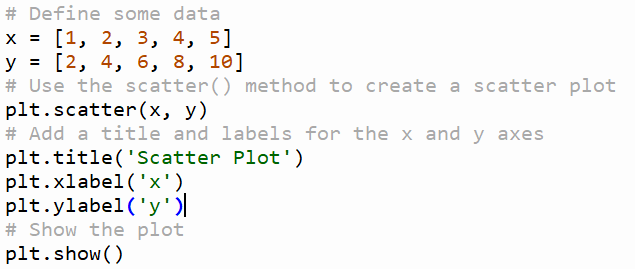 # Define some data
x = [1, 2, 3, 4, 5]
y = [2, 4, 6, 8, 10]
# Use the scatter() method to create a scatter plot
plt.scatter(x, y)
# Add a title and labels for the x and y axes
plt.title('Scatter Plot')
plt.xlabel('x')
plt.ylabel('y')
# Show the plot
plt.show()